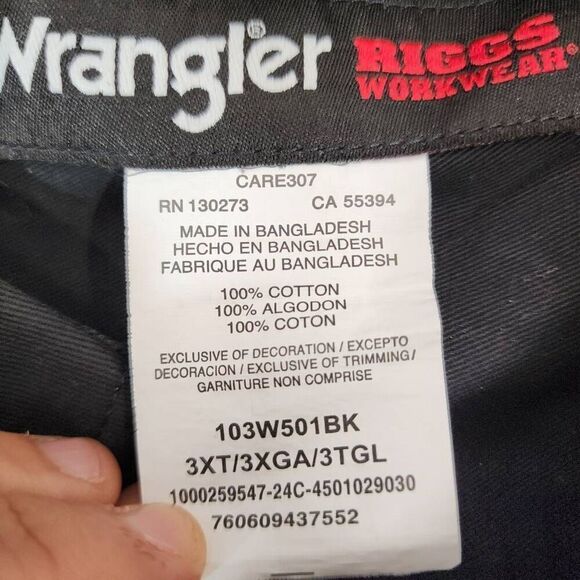 Wrangler® RIGGS WORKWEAR®
CARE307
RN 130273 CA 55394
MADE IN BANGLADESH
HECHO EN BANGLADESH
FABRIQUE AU BANGLADESH
100% COTTON
100% ALGODON
100% COTON
EXCLUSIVE OF DECORATION / EXCEPTO
DECORACION / EXCLUSIVE OF TRIMMING/
GARNITURE NON COMPRISE
103W501BK
3XT/3XGA/3TGL
1000259547-24C-4501029030
760609437552